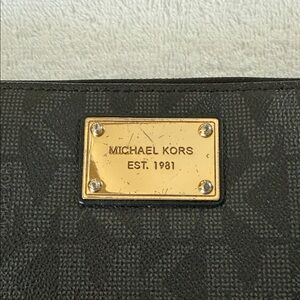 MICHAEL KORS
EST. 1981